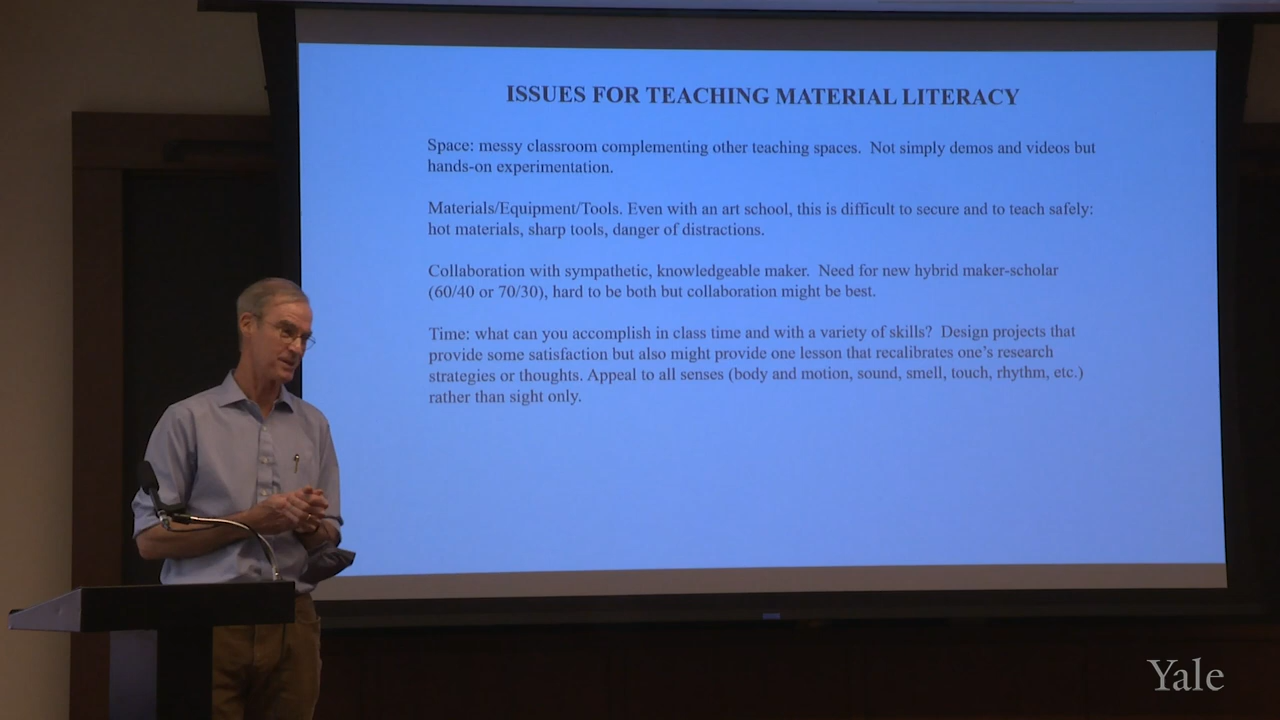 ISSUES FOR TEACHING MATERIAL LITERACY
Space: messy classroom complementing other teaching spaces. Not simply demos and videos but
hands-on experimentation.
Materials/Equipment/Tools. Even with an art school, this is difficult to secure and to teach safely:
hot materials, sharp tools, danger of distractions.
Collaboration with sympathetic, knowledgeable maker. Need for new hybrid maker-scholar
(60/40 or 70/30), hard to be both but collaboration might be best.
Time: what can you accomplish in class time and with a variety of skills? Design projects that
provide some satisfaction but also might provide one lesson that recalibrates one’s research
strategies or thoughts. Appeal to all senses (body and motion, sound, smell, touch, rhythm, etc.)
rather than sight only.
Yale